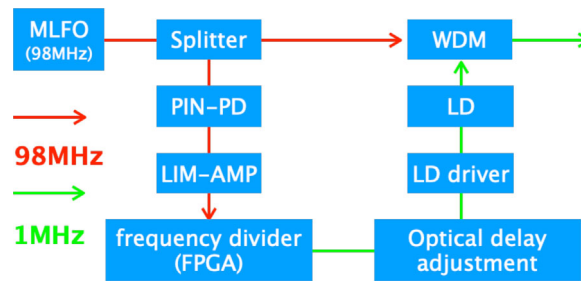 MLFO
(98MHz)
Splitter
WDM
PIN-PD
LD
98MHz
LIM-AMP
LD driver
1MHz
frequency divider
(FPGA)
Optical delay
adjustment